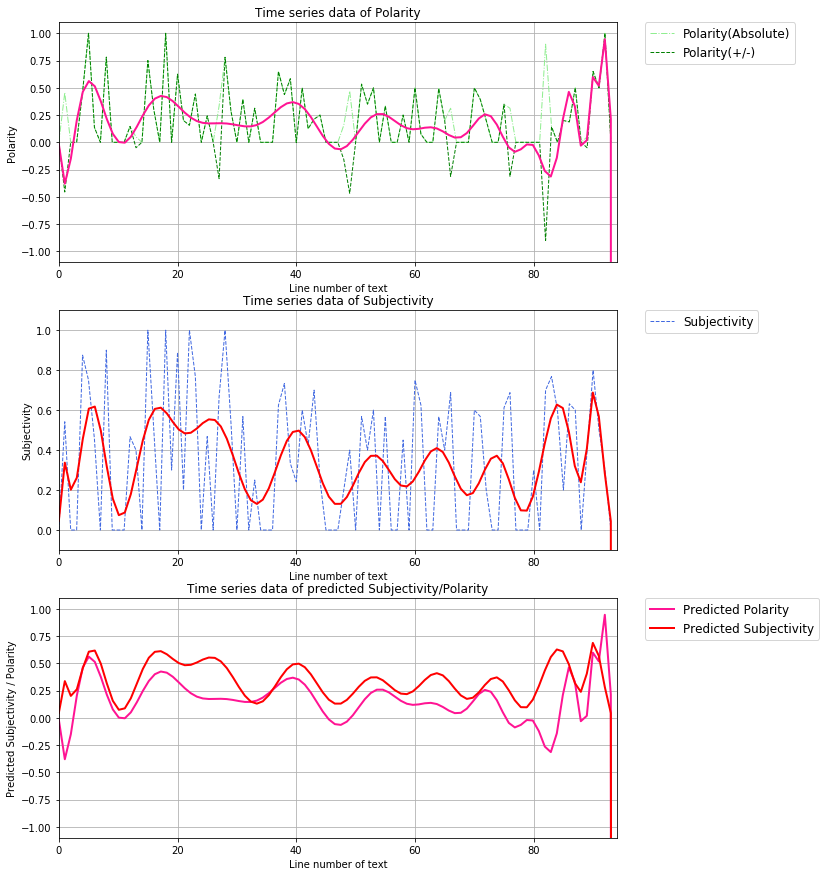 Time series data of Polarity
Polarity(Absolute)
Polarity(+/-)
1.00
0.75
0.50
0.25
0.00
−0.25
−0.50
−0.75
−1.00
Polarity
0 20 40 60 80
Line number of text
Time series data of Subjectivity
Subjectivity
1.0
0.8
0.6
0.4
0.2
0.0
Subjectivity
0 20 40 60 80
Line number of text
Time series data of predicted Subjectivity/Polarity
Predicted Polarity
Predicted Subjectivity
1.00
0.75
0.50
0.25
0.00
−0.25
−0.50
−0.75
−1.00
Predicted Subjectivity / Polarity
0 20 40 60 80
Line number of text